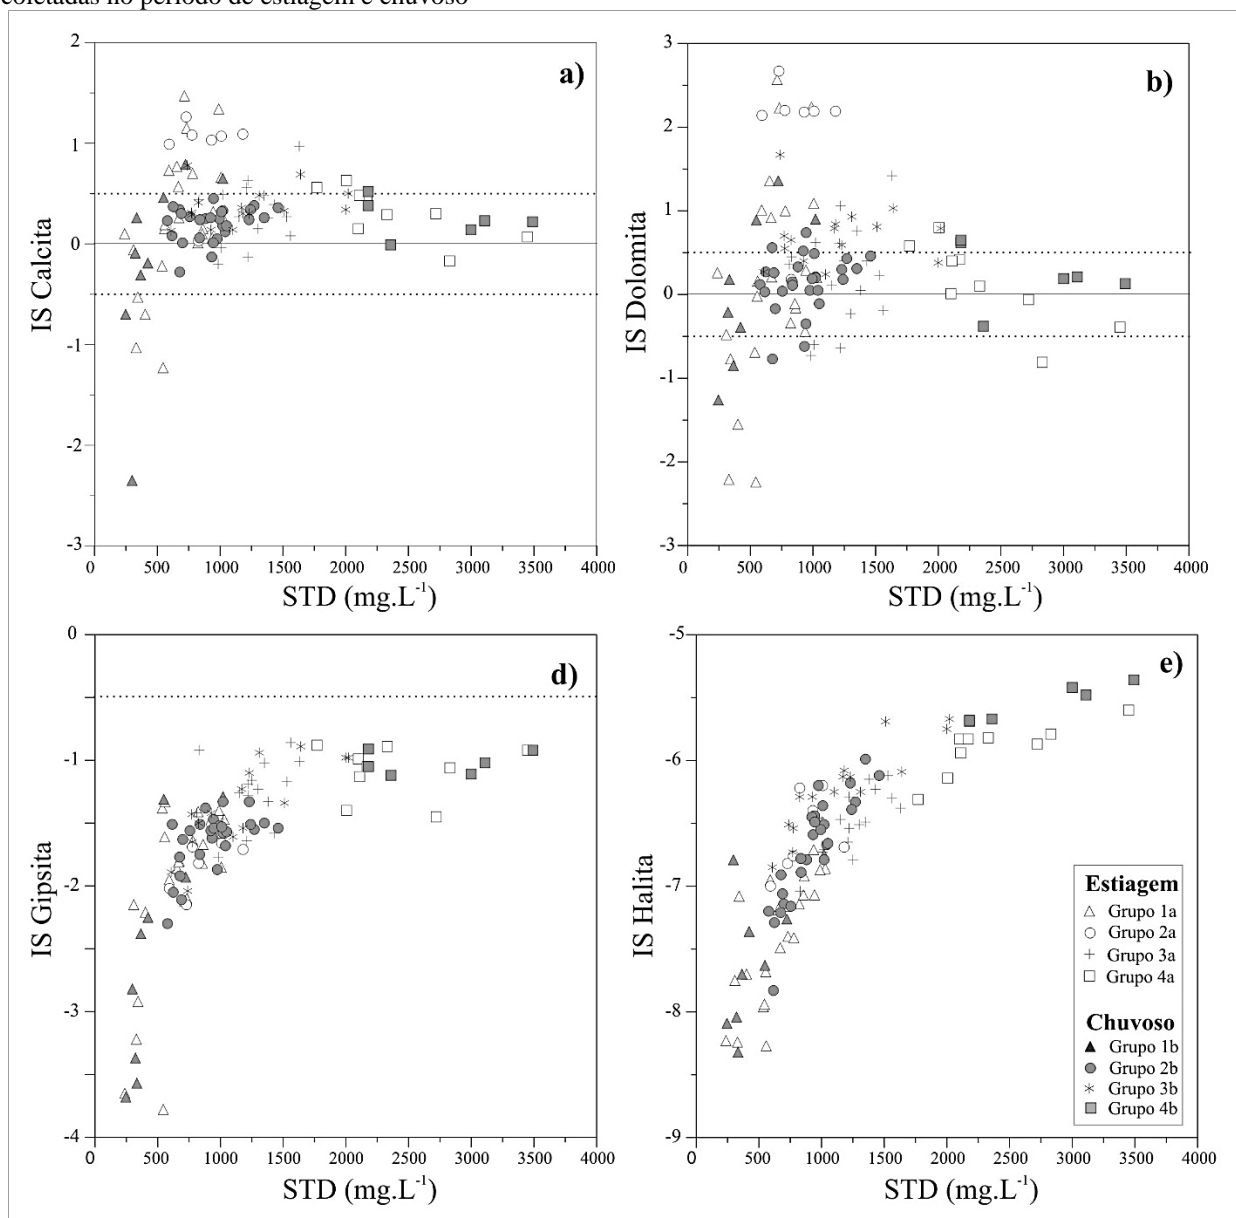 coletadas no período de estiagem e chuvoso
a)
2
1
0
-1
-2
-3
IS Calcita
0 500 1000 1500 2000 2500 3000 3500 4000
STD (mg.L⁻¹)
b)
3
2
1
0
-1
-2
-3
IS Dolomita
0 500 1000 1500 2000 2500 3000 3500 4000
STD (mg.L⁻¹)
d)
0
-1
-2
-3
-4
IS Gipsita
0 500 1000 1500 2000 2500 3000 3500 4000
STD (mg.L⁻¹)
e)
-5
-6
-7
-8
-9
IS Halita
0 500 1000 1500 2000 2500 3000 3500 4000
STD (mg.L⁻¹)
Estiagem
Grupo 1a
Grupo 2a
Grupo 3a
Grupo 4a
Chuvoso
Grupo 1b
Grupo 2b
Grupo 3b
Grupo 4b